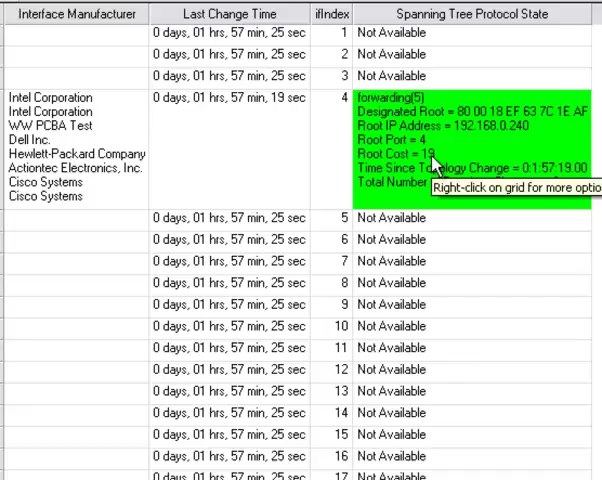 Interface Manufacturer Last Change Time ifIndex Spanning Tree Protocol State
0 days, 01 hrs, 57 min, 25 sec 1 Not Available
0 days, 01 hrs, 57 min, 25 sec 2 Not Available
0 days, 01 hrs, 57 min, 25 sec 3 Not Available
Intel Corporation 0 days, 01 hrs, 57 min, 19 sec 4 forwarding(5)
Intel Corporation Designated Root = 80 00 18 EF 63 7C 1E AF
WW PCBA Test Root IP Address = 192.168.0.240
Dell Inc. Root Port = 4
Hewlett-Packard Company Root Cost = 19
Actiontec Electronics, Inc. Time Since Topology Change = 0:1:57:19.00
Cisco Systems Total Number
Cisco Systems
Right-click on grid for more optio
0 days, 01 hrs, 57 min, 25 sec 5 Not Available
0 days, 01 hrs, 57 min, 25 sec 6 Not Available
0 days, 01 hrs, 57 min, 25 sec 7 Not Available
0 days, 01 hrs, 57 min, 25 sec 8 Not Available
0 days, 01 hrs, 57 min, 25 sec 9 Not Available
0 days, 01 hrs, 57 min, 25 sec 10 Not Available
0 days, 01 hrs, 57 min, 25 sec 11 Not Available
0 days, 01 hrs, 57 min, 25 sec 12 Not Available
0 days, 01 hrs, 57 min, 25 sec 13 Not Available
0 days, 01 hrs, 57 min, 25 sec 14 Not Available
0 days, 01 hrs, 57 min, 25 sec 15 Not Available
0 days, 01 hrs, 57 min, 25 sec 16 Not Available
0 days, 01 hrs, 57 min, 25 sec 17 Not Available